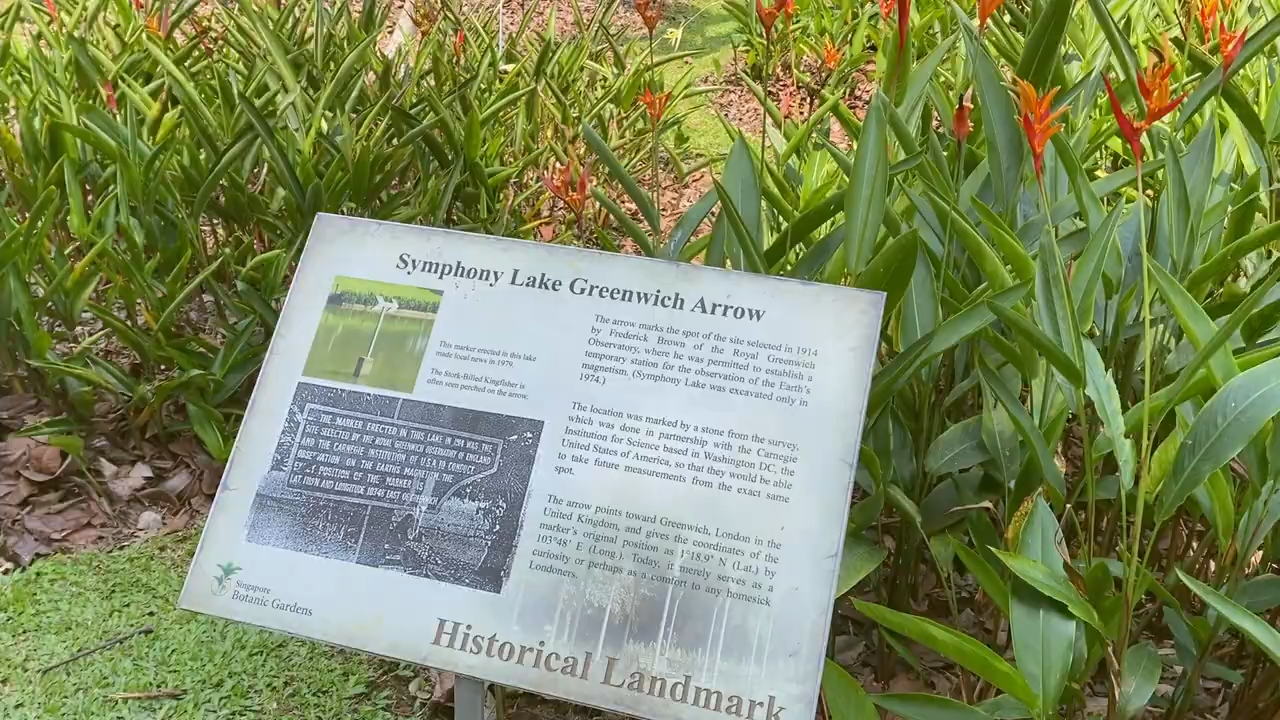 Symphony Lake Greenwich Arrow
This marker erected in this lake
made local news in 1979.
The Stork-Billed Kingfisher is
often seen perched on the arrow.
THE MARKER, ERECTED IN THIS LAKE IN 1914 WAS THE
SITE SELECTED BY THE ROYAL GREENWICH OBSERVATORY OF ENGLAND
AND THE CARNEGIE INSTITUTION OF U.S.A TO CONDUCT
OBSERVATION ON THE EARTH'S MAGNETISM. THE
POSITION OF THE MARKER
LAT AND LONGITUDE EAST OF GREENWICH
The arrow marks the spot of the site selected in 1914
by Frederick Brown of the Royal Greenwich
Observatory, where he was permitted to establish a
temporary station for the observation of the Earth's
magnetism. (Symphony Lake was excavated only in
1974.)
The location was marked by a stone from the survey,
which was done in partnership with the Carnegie
Institution for Science based in Washington DC, the
United States of America, so that they would be able
to take future measurements from the exact same
spot.
The arrow points toward Greenwich, London in the
United Kingdom, and gives the coordinates of the
marker's original position as 1°18.9" N (Lat.) by
103°48' E (Long.). Today, it merely serves as a
curiosity or perhaps as a comfort to any homesick
Londoners.
Singapore
Botanic Gardens
Historical Landmark